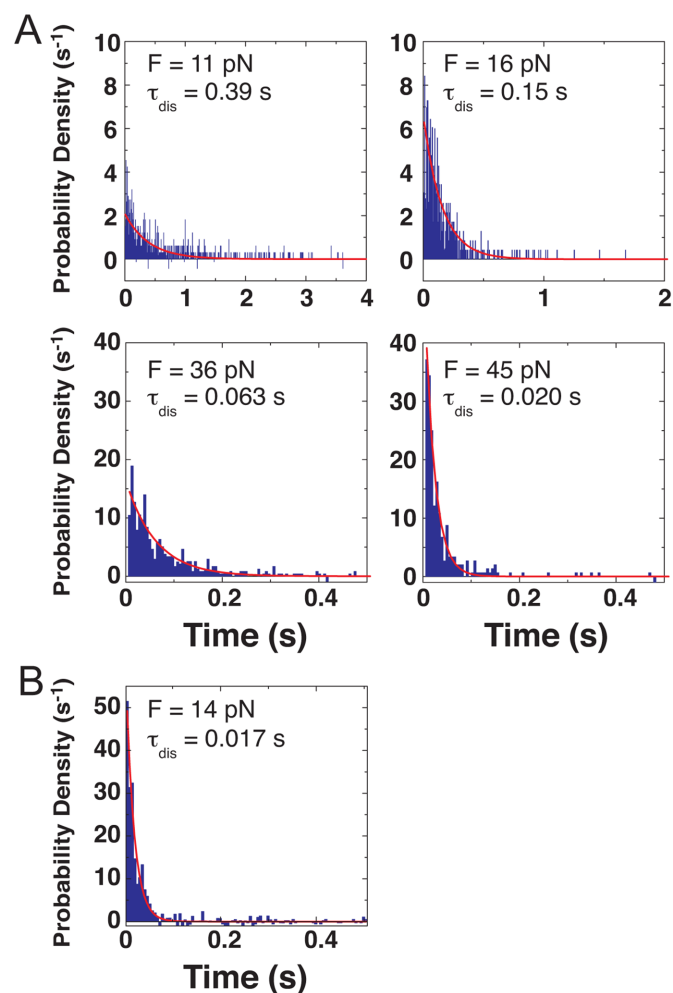 A
Probability Density (s⁻¹)
10
8
6
4
2
0
F = 11 pN
τdis = 0.39 s
0 1 2 3 4
10
8
6
4
2
0
F = 16 pN
τdis = 0.15 s
0 1 2
Probability Density (s⁻¹)
40
30
20
10
0
F = 36 pN
τdis = 0.063 s
0 0.2 0.4
Time (s)
40
30
20
10
0
F = 45 pN
τdis = 0.020 s
0 0.2 0.4
Time (s)
B
Probability Density (s⁻¹)
50
40
30
20
10
0
F = 14 pN
τdis = 0.017 s
0 0.2 0.4
Time (s)